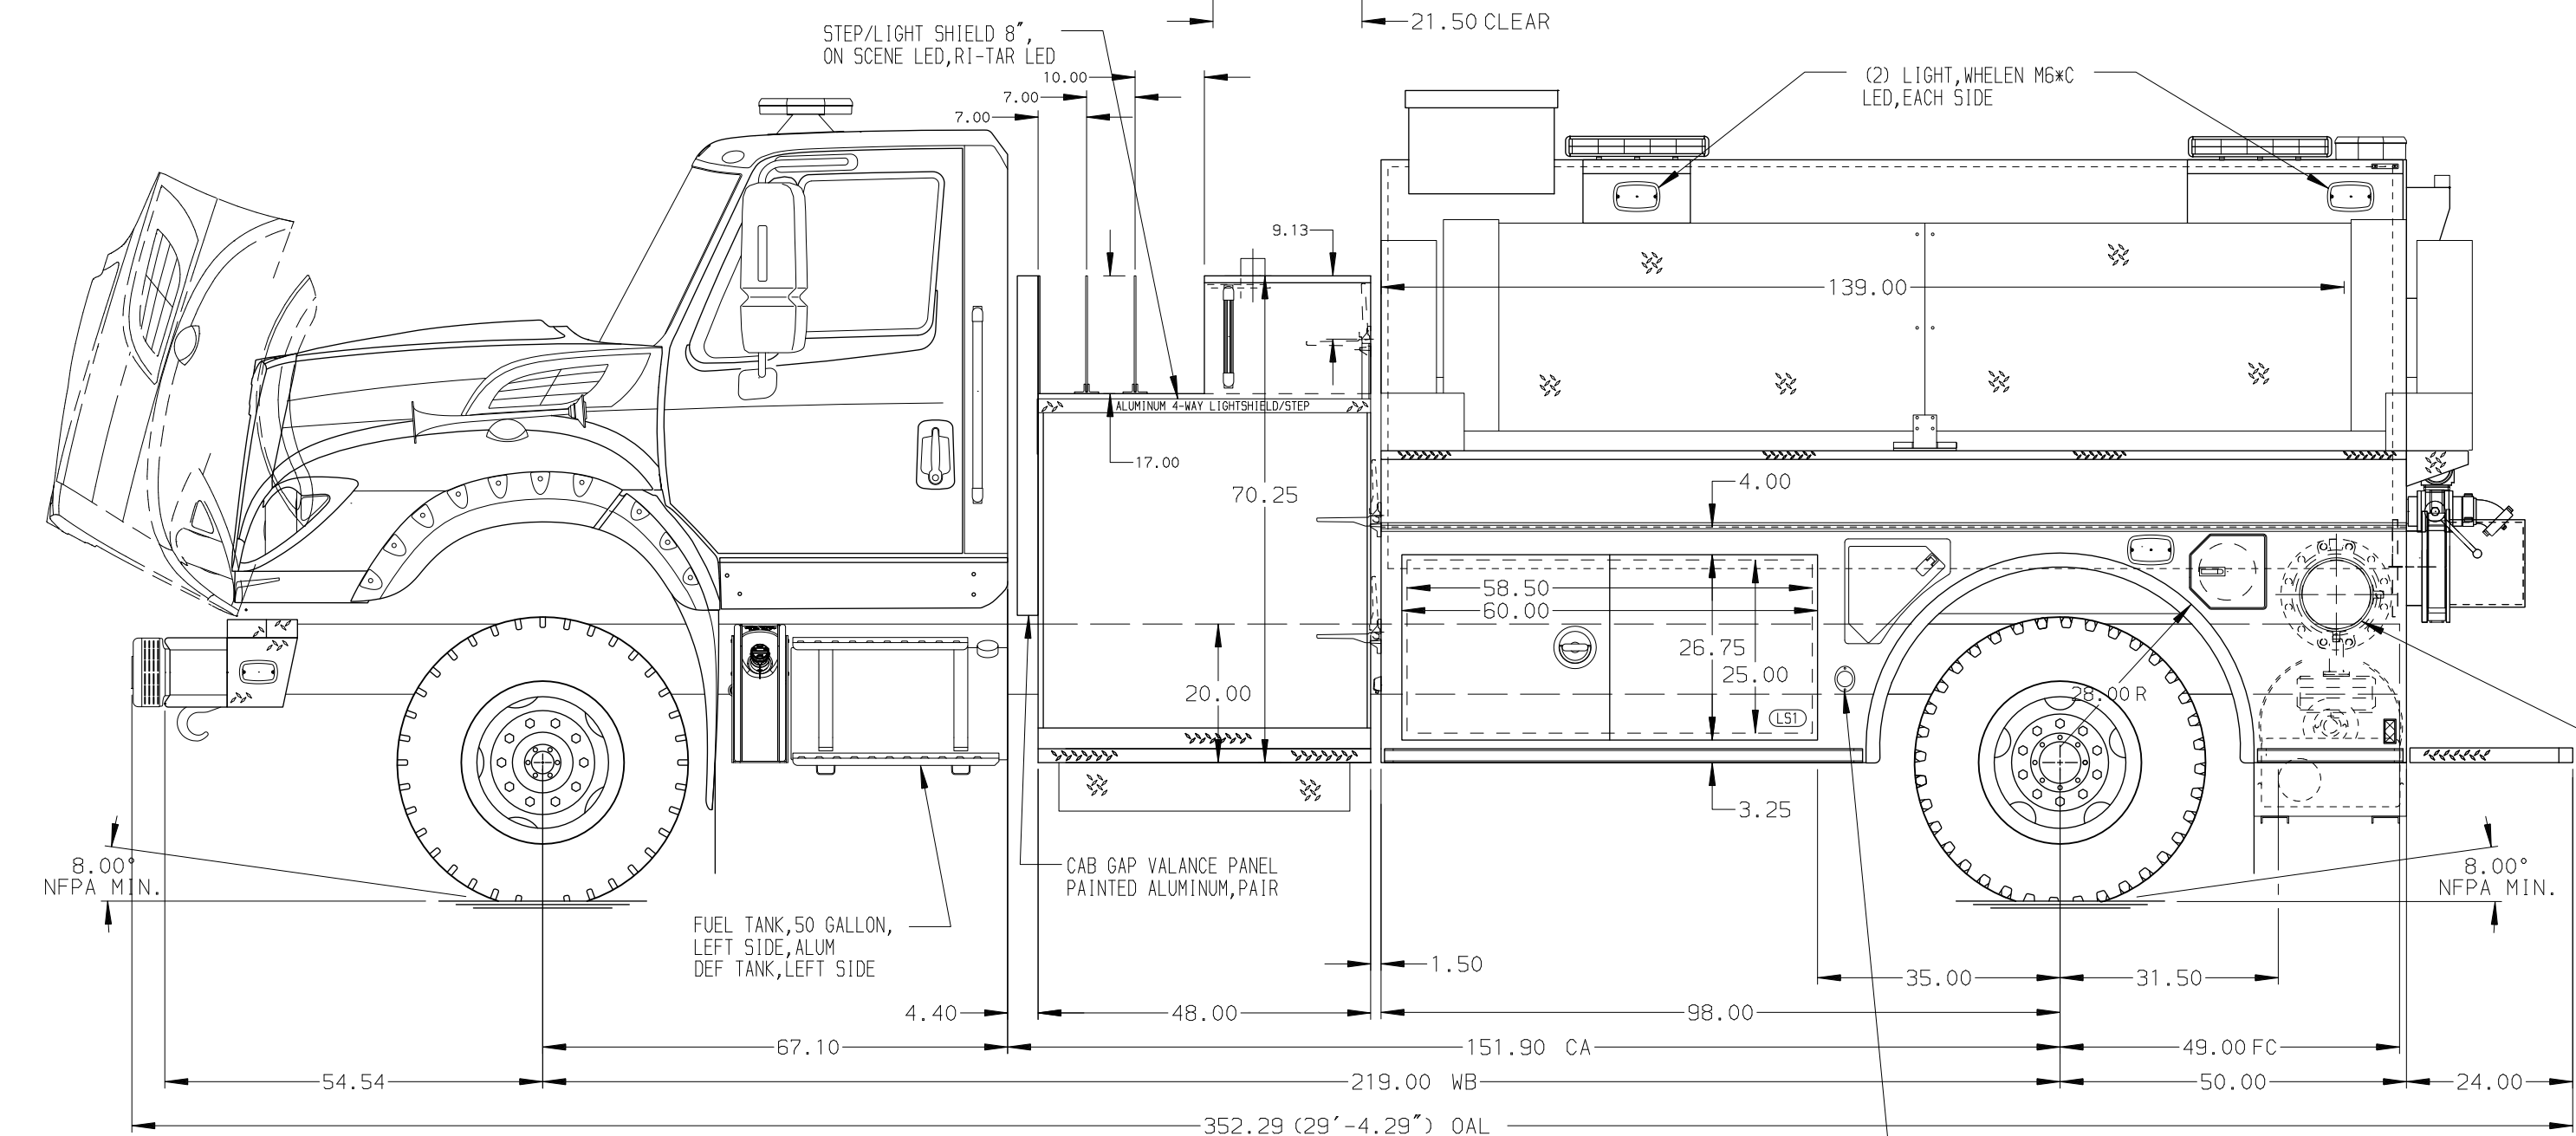 21.50 CLEAR
STEP/LIGHT SHIELD 8",
ON SCENE LED,RI-TAR LED
10.00
7.00
7.00
(2) LIGHT,WHELEN M6*C
LED,EACH SIDE
9.13
139.00
ALUMINUM 4-WAY LIGHTSHIELD/STEP
17.00
70.25
4.00
58.50
60.00
26.75
25.00
20.00
28.00 R
LS1
3.25
8.00°
NFPA MIN.
CAB GAP VALANCE PANEL
PAINTED ALUMINUM,PAIR
8.00°
NFPA MIN.
FUEL TANK,50 GALLON,
LEFT SIDE,ALUM
DEF TANK,LEFT SIDE
1.50
35.00
31.50
4.40
48.00
98.00
67.10
151.90 CA
49.00 FC
54.54
219.00 WB
50.00
24.00
352.29 (29'-4.29") OAL